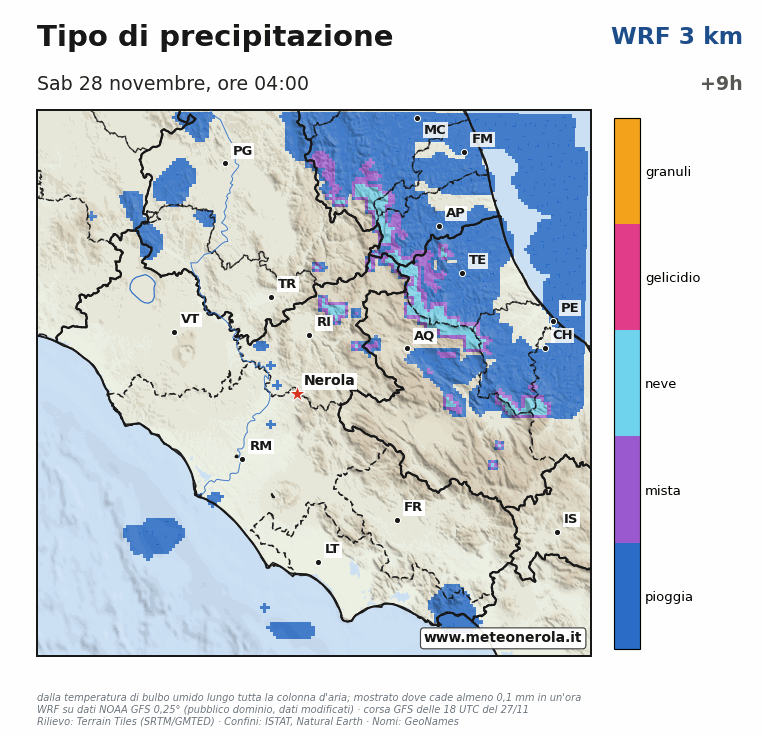 Tipo di precipitazione
WRF 3 km
Sab 28 novembre, ore 04:00
+9h
MC
FM
PG
AP
TE
TR
PE
VT
RI
AQ
CH
Nerola
RM
FR
IS
LT
www.meteonerola.it
granuli
gelicidio
neve
mista
pioggia
dalla temperatura di bulbo umido lungo tutta la colonna d'aria; mostrato dove cade almeno 0,1 mm in un'ora
WRF su dati NOAA GFS 0,25° (pubblico dominio, dati modificati) · corsa GFS delle 18 UTC del 27/11
Rilievo: Terrain Tiles (SRTM/GMTED) · Confini: ISTAT, Natural Earth · Nomi: GeoNames